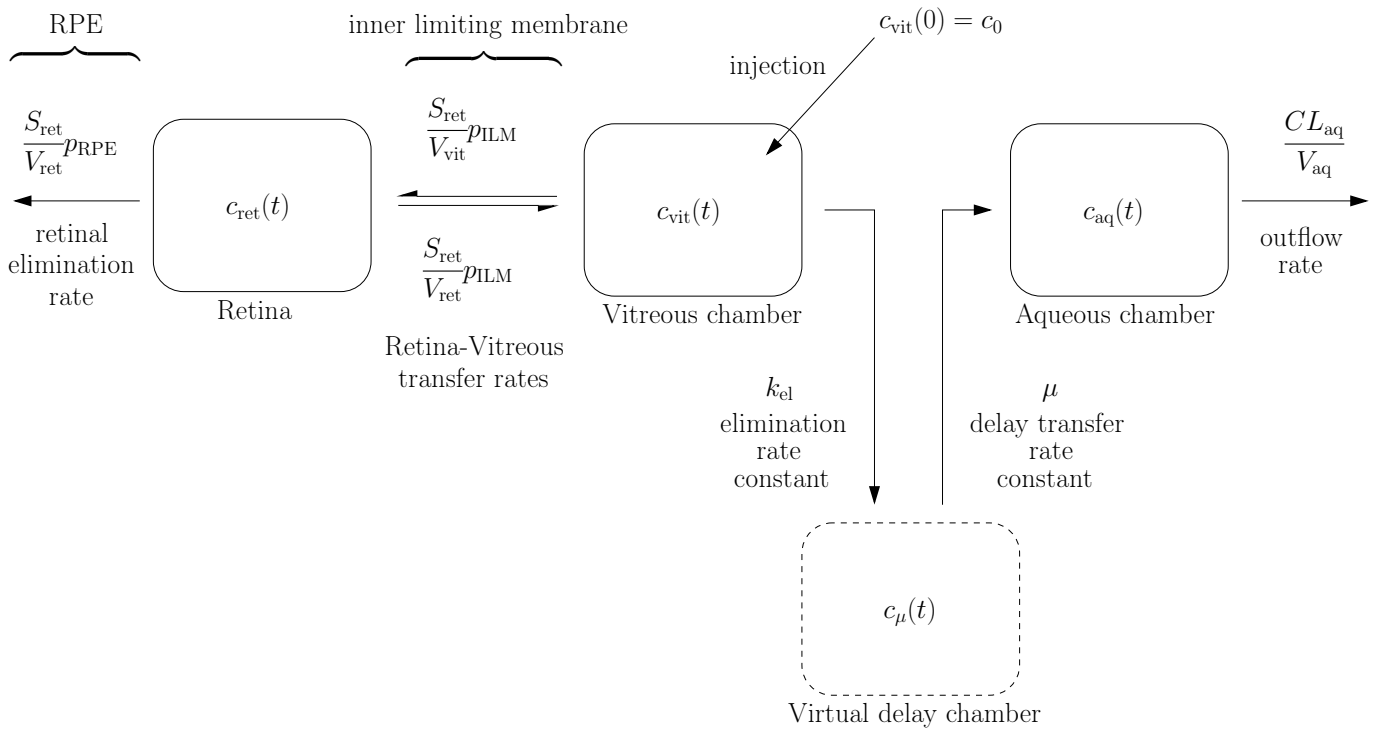 RPE
inner limiting membrane
c_vit(0) = c_0
injection
S_ret/V_ret p_RPE
S_ret/V_vit p_ILM
CL_aq/V_aq
c_ret(t)
c_vit(t)
c_aq(t)
retinal
elimination
rate
S_ret/V_ret p_ILM
outflow
rate
Retina
Vitreous chamber
Aqueous chamber
Retina-Vitreous
transfer rates
k_el
elimination
rate
constant
μ
delay transfer
rate
constant
c_μ(t)
Virtual delay chamber